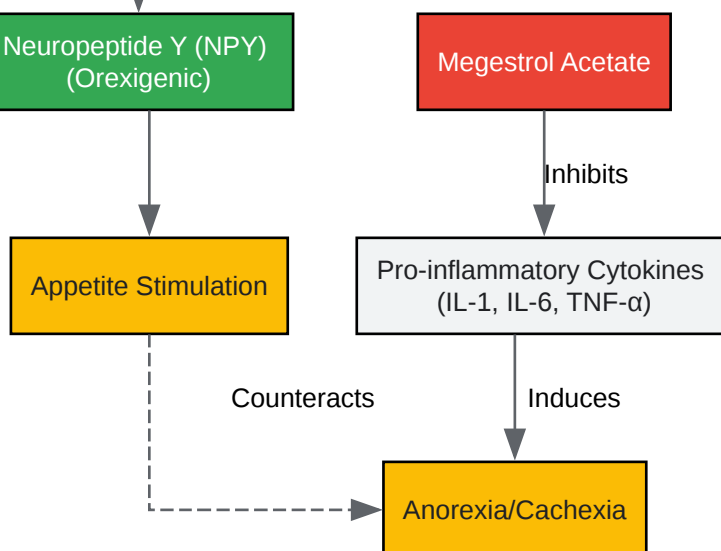 Neuropeptide Y (NPY)
(Orexigenic)
Megestrol Acetate
Inhibits
Appetite Stimulation
Pro-inflammatory Cytokines
(IL-1, IL-6, TNF-α)
Counteracts
Induces
Anorexia/Cachexia